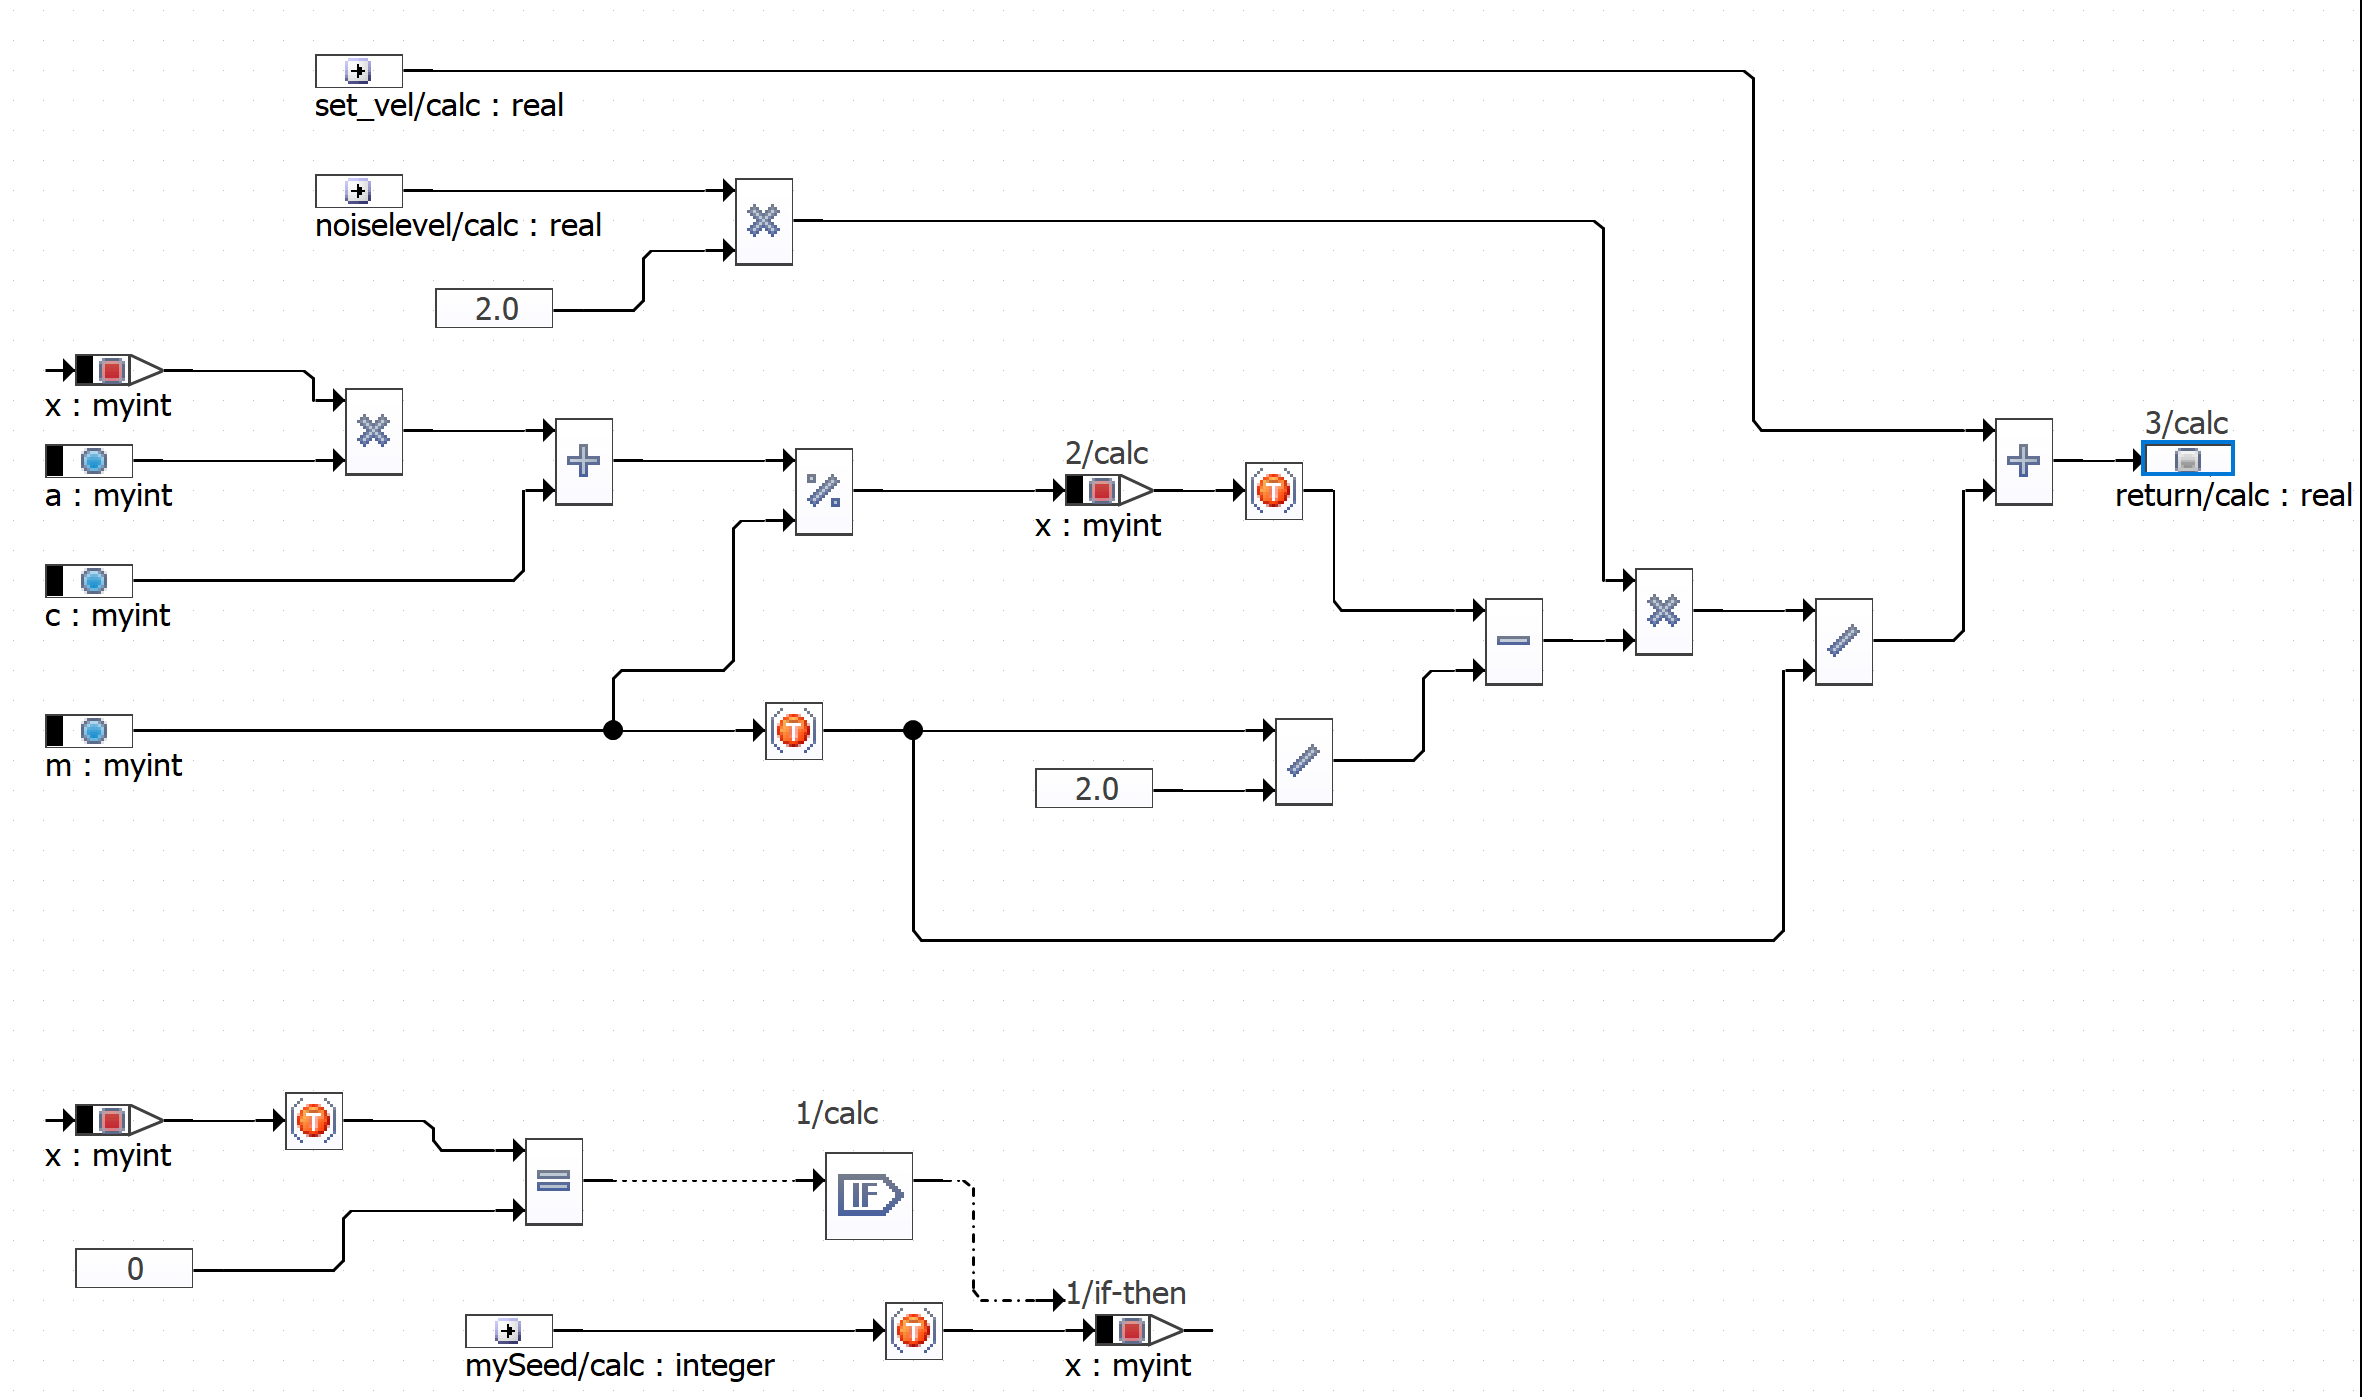 set_vel/calc : real
noiselevel/calc : real
2.0
x : myint
a : myint
c : myint
m : myint
2/calc
x : myint
2.0
3/calc
return/calc : real
x : myint
0
1/calc
IF
1/if-then
mySeed/calc : integer
x : myint
T
T
T
T